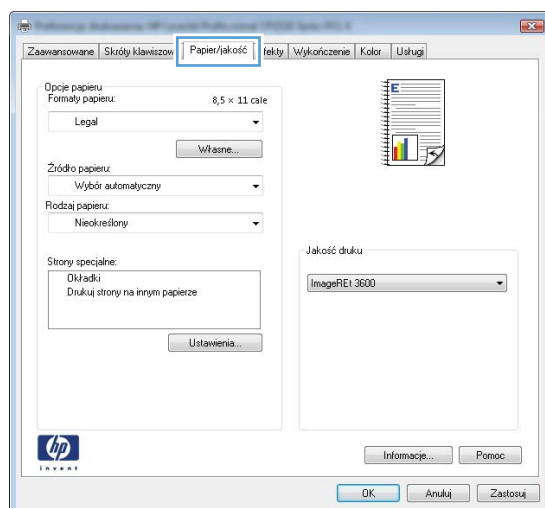 Zaawansowane Skróty klawiszow Papier/jakość fekty Wykończenie Kolor Usługi
Opcje papieru
Formaty papieru: 8,5 × 11 cale
Legal
Własne...
Źródło papieru:
Wybór automatyczny
Rodzaj papieru:
Nieokreślony
Strony specjalne:
Okładki
Drukuj strony na innym papierze
Ustawienia...
E
Jakość druku
ImageREt 3600
hp
invent
Informacje... Pomoc
OK Anuluj Zastosuj